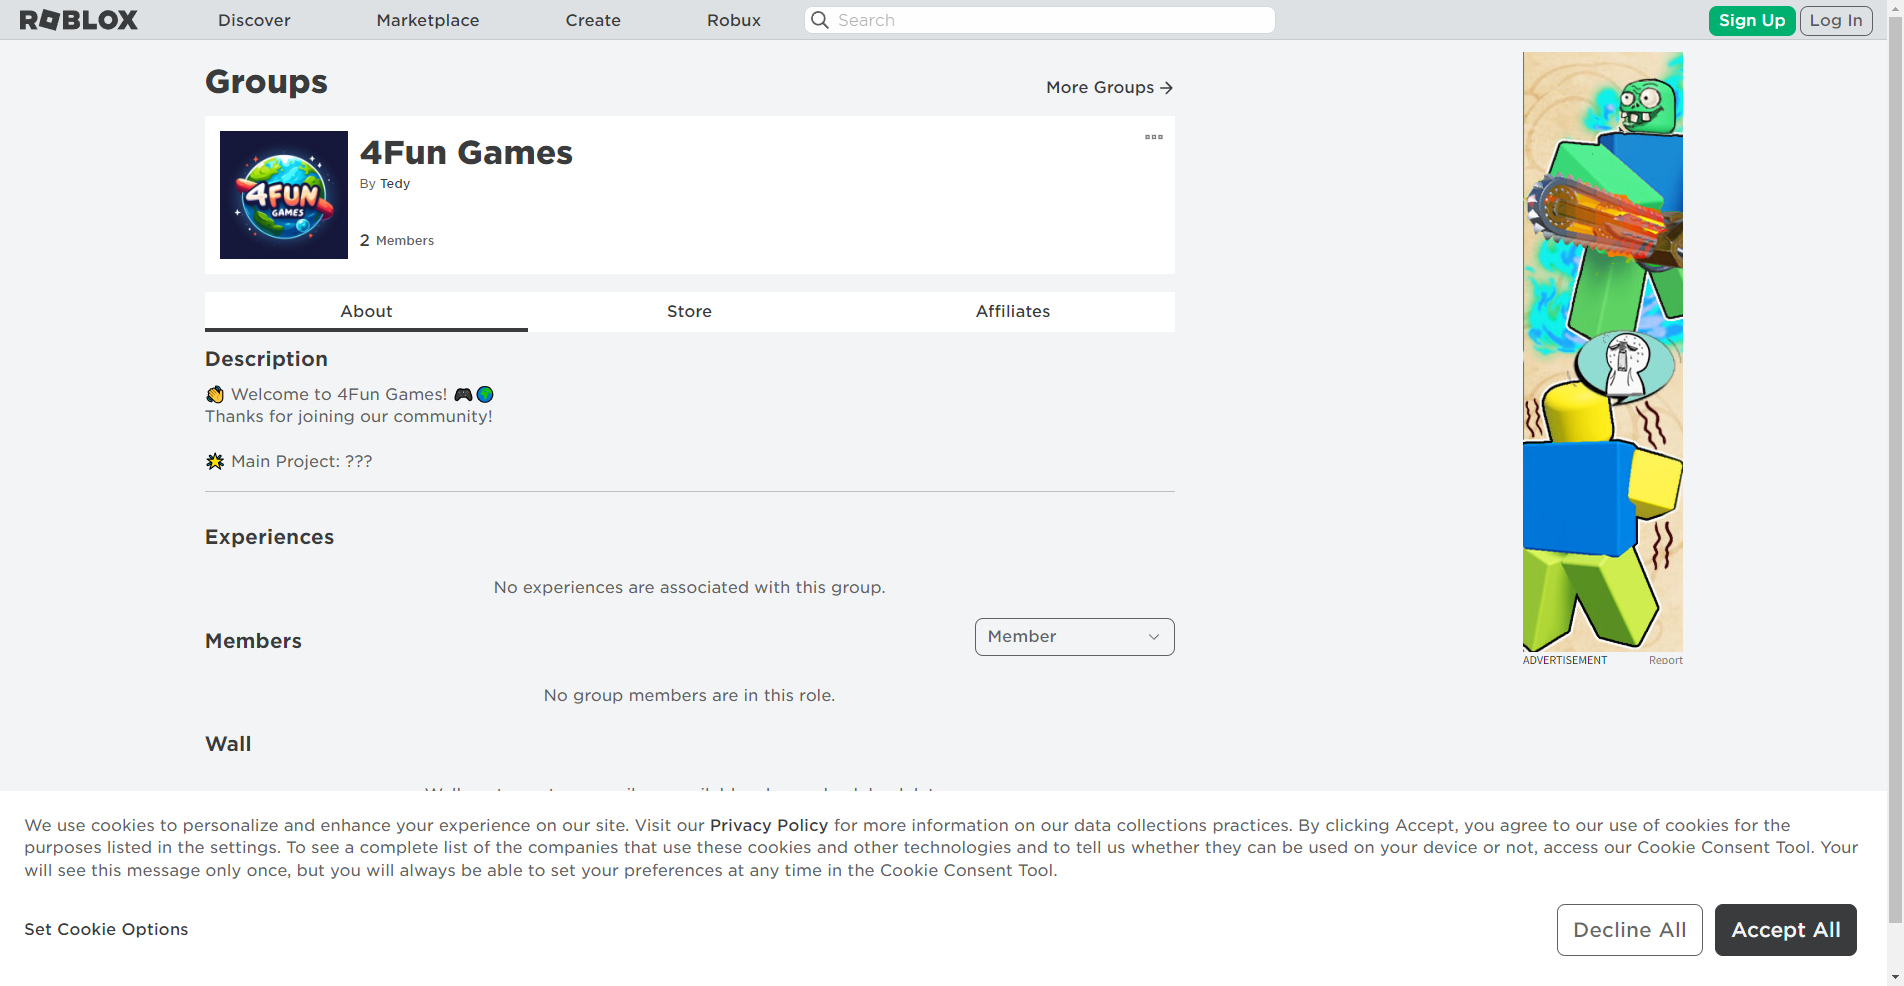 ROBLOX Discover Marketplace Create Robux Search Sign Up Log In
Groups
More Groups →
4FUN
GAMES
4Fun Games
By Tedy
2 Members
About Store Affiliates
Description
👏 Welcome to 4Fun Games! 🎮🌍
Thanks for joining our community!
🌟 Main Project: ???
Experiences
No experiences are associated with this group.
Members
Member
No group members are in this role.
Wall
ADVERTISEMENT Report
We use cookies to personalize and enhance your experience on our site. Visit our Privacy Policy for more information on our data collections practices. By clicking Accept, you agree to our use of cookies for the
purposes listed in the settings. To see a complete list of the companies that use these cookies and other technologies and to tell us whether they can be used on your device or not, access our Cookie Consent Tool. Your
will see this message only once, but you will always be able to set your preferences at any time in the Cookie Consent Tool.
Set Cookie Options
Decline All
Accept All